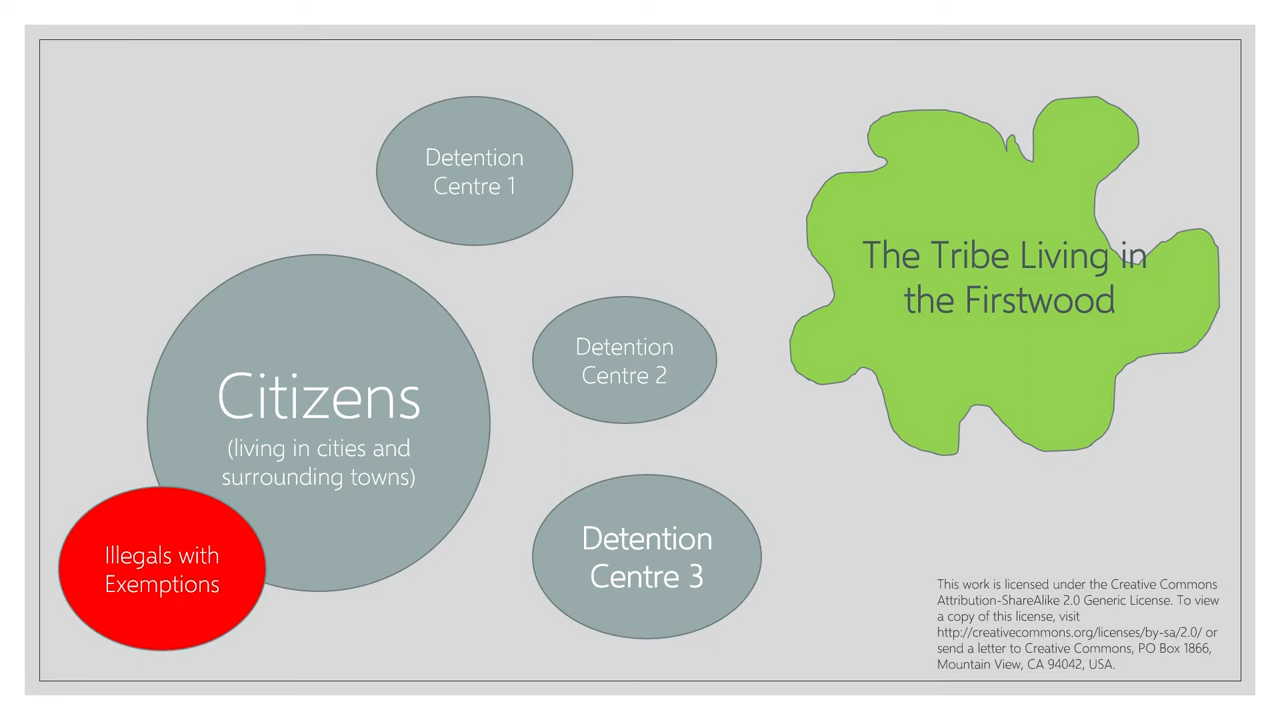 Detention
Centre 1
The Tribe Living in
the Firstwood
Detention
Centre 2
Citizens
(living in cities and
surrounding towns)
Detention
Centre 3
Illegals with
Exemptions
This work is licensed under the Creative Commons
Attribution-ShareAlike 2.0 Generic License. To view
a copy of this license, visit
http://creativecommons.org/licenses/by-sa/2.0/ or
send a letter to Creative Commons, PO Box 1866,
Mountain View, CA 94042, USA.